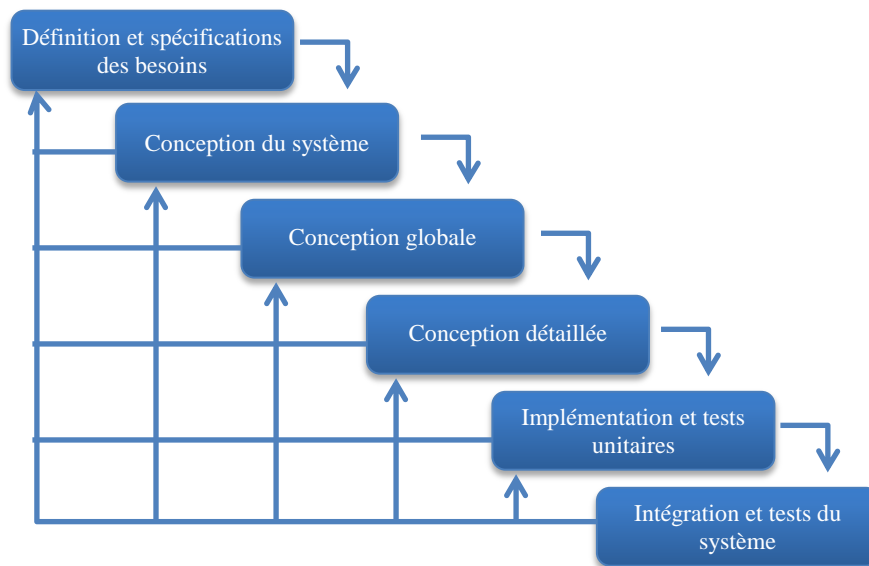 Définition et spécifications
des besoins
Conception du système
Conception globale
Conception détaillée
Implémentation et tests
unitaires
Intégration et tests du
système